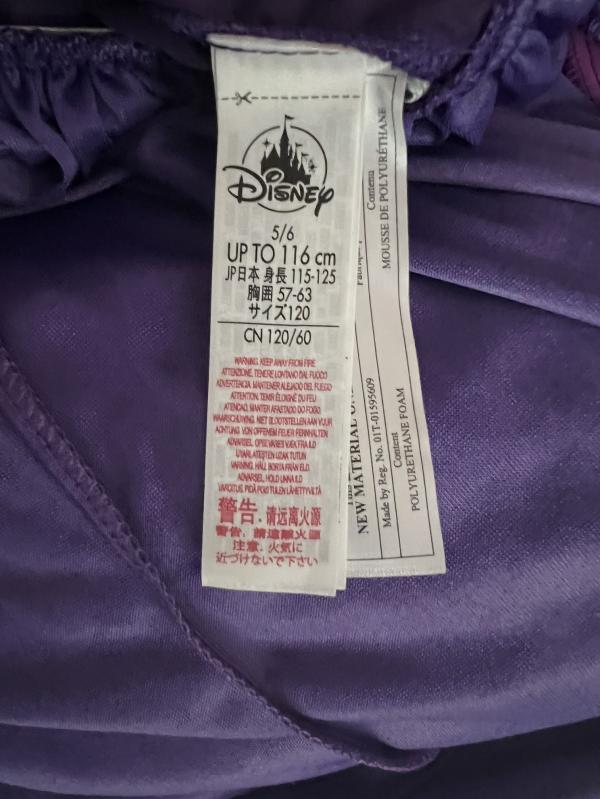 Disney
5/6
UP TO 116 cm
JP日本 身長 115-125
胸囲 57-63
サイズ120
CN 120/60
WARNING. KEEP AWAY FROM FIRE
ATTENZIONE. TENERE LONTANO DAL FUOCO
ADVERTENCIA. MANTENER ALEJADO DEL FUEGO
ATTENTION. TENIR ÉLOIGNÉ DU FEU
ATENCAO. MANTER AFASTADO DO FOGO
WAARSCHUWING. NIET BLOOTSTELLEN AAN VUUR
ACHTUNG. VON OFFENEM FEUER FERNHALTEN
ADVARSEL. OPBEVARES VÆK FRA ILD
UYARI. ATESTEN UZAK TUTUN
VARNING. HÅLL BORTA FRÅN ELD.
ADVARSEL. HOLD UNNA ILD
VAROITUS. PIDÄ POIS TULEN LÄHETTYVILTÄ
警告. 请远离火源
警告. 請遠離火源
注意. 火気に
近づけないで下さい
NEW MATERIAL
Made by Reg. No. 01T-01595609
Content
POLYURETHANE FOAM
Contenu
MOUSSE DE POLYURÉTHANE